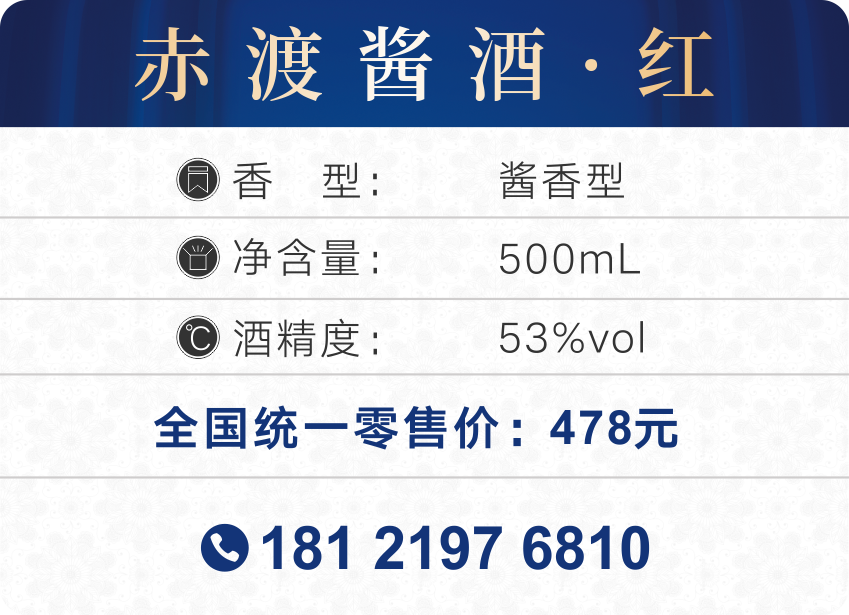 赤渡酱酒·红
香 型： 酱香型
净含量： 500mL
℃ 酒精度： 53%vol
全国统一零售价：478元
181 2197 6810